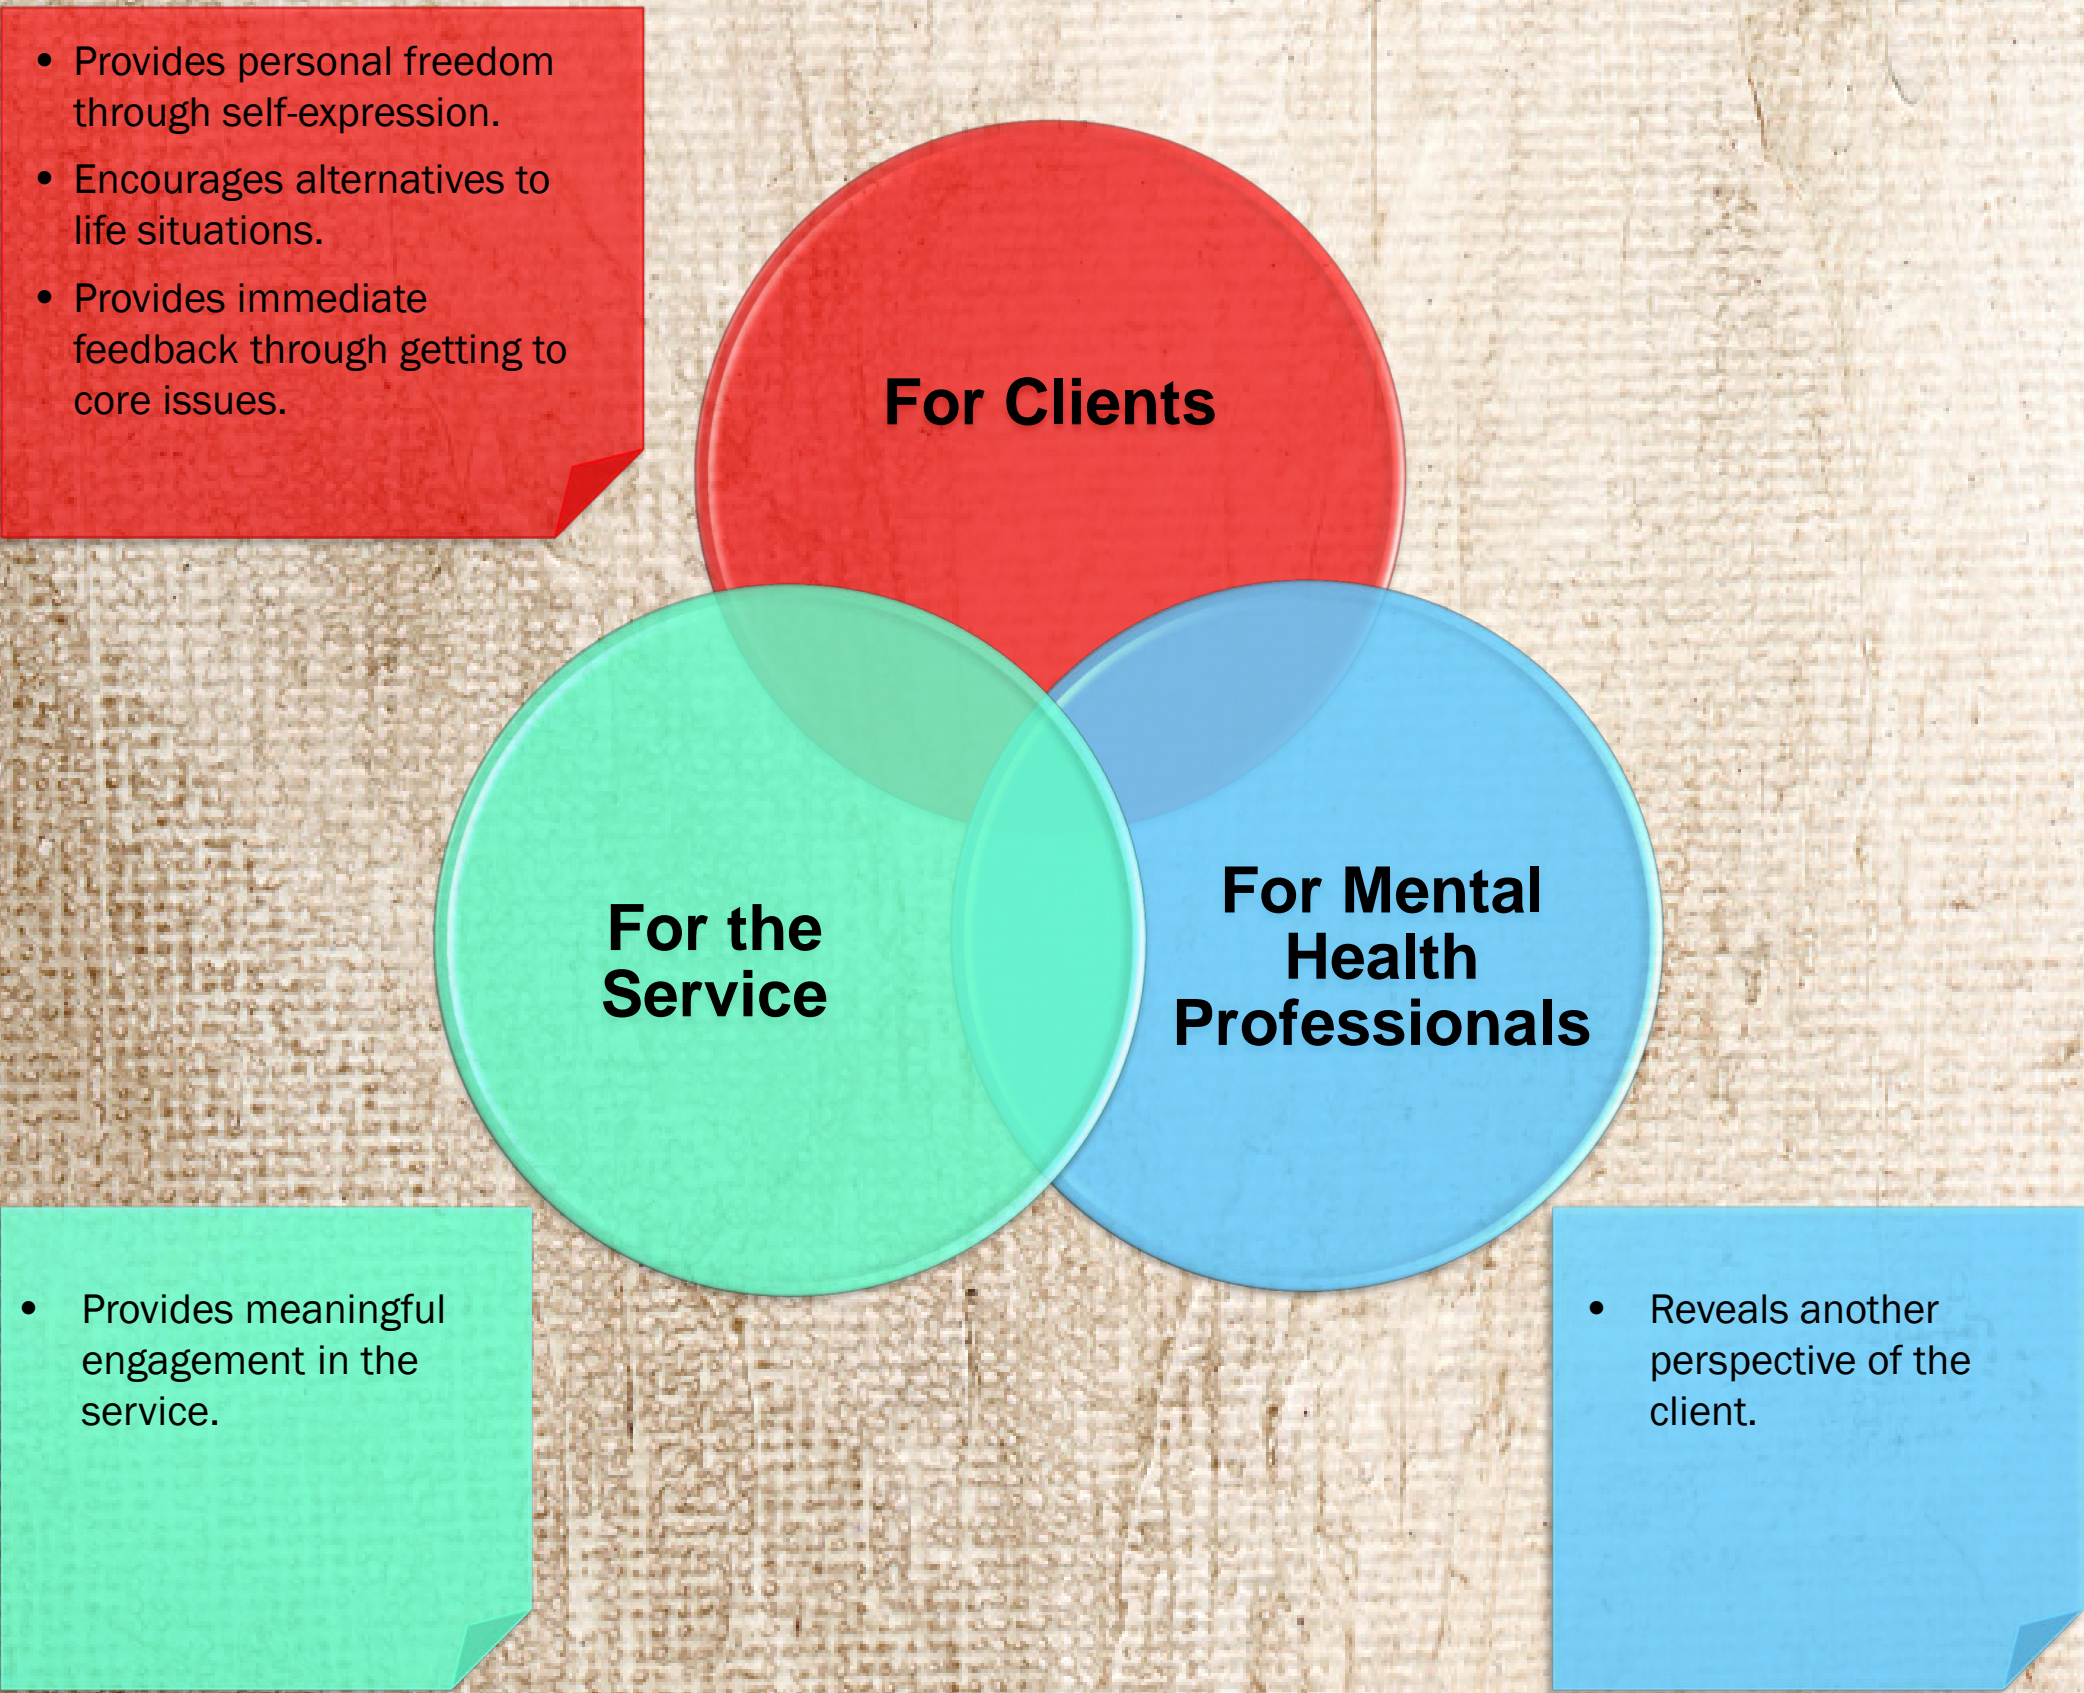 • Provides personal freedom
through self-expression.
• Encourages alternatives to
life situations.
• Provides immediate
feedback through getting to
core issues.
For Clients
For the
Service
For Mental
Health
Professionals
• Provides meaningful
engagement in the
service.
• Reveals another
perspective of the
client.